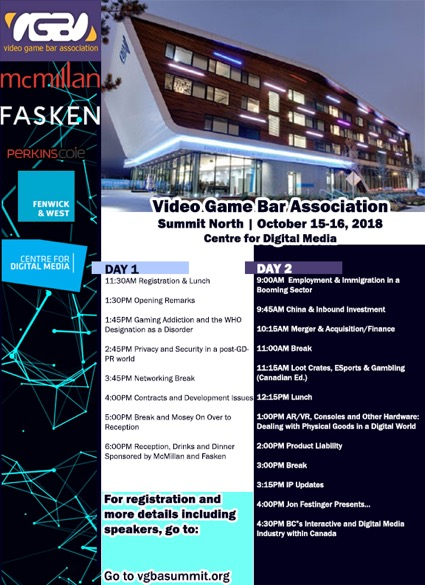 VGBA
video game bar association
mcmillan
FASKEN
PERKINScoie
FENWICK
& WEST
CENTRE FOR
DIGITAL MEDIA
Video Game Bar Association
Summit North | October 15-16, 2018
Centre for Digital Media
DAY 1
11:30AM Registration & Lunch
1:30PM Opening Remarks
1:45PM Gaming Addiction and the WHO
Designation as a Disorder
2:45PM Privacy and Security in a post-GD-
PR world
3:45PM Networking Break
4:00PM Contracts and Development Issues
5:00PM Break and Mosey On Over to
Reception
6:00PM Reception, Drinks and Dinner
Sponsored by McMillan and Fasken
For registration and
more details including
speakers, go to:
Go to vgbasummit.org
DAY 2
9:00AM Employment & Immigration in a
Booming Sector
9:45AM China & Inbound Investment
10:15AM Merger & Acquisition/Finance
11:00AM Break
11:15AM Loot Crates, ESports & Gambling
(Canadian Ed.)
12:15PM Lunch
1:00PM AR/VR, Consoles and Other Hardware:
Dealing with Physical Goods in a Digital World
2:00PM Product Liability
3:00PM Break
3:15PM IP Updates
4:00PM Jon Festinger Presents...
4:30PM BC"s Interactive and Digital Media
Industry within Canada